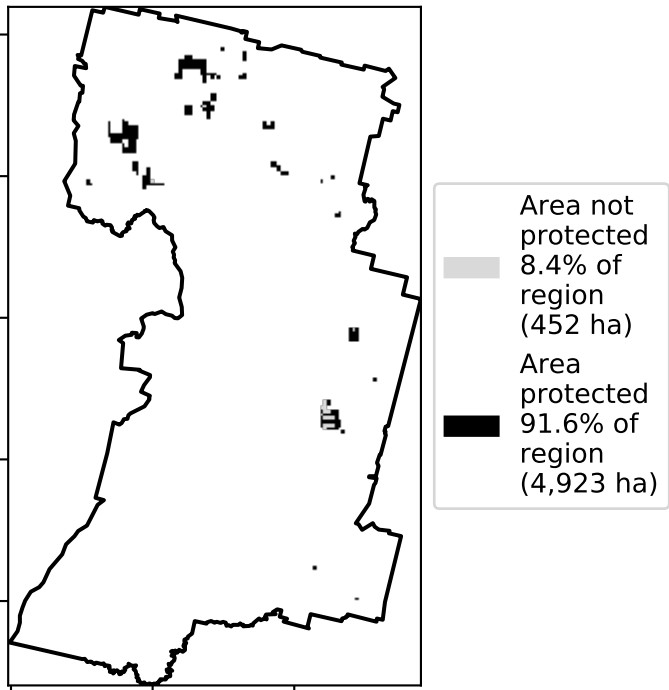 Area not
protected
8.4% of
region
(452 ha)
Area
protected
91.6% of
region
(4,923 ha)